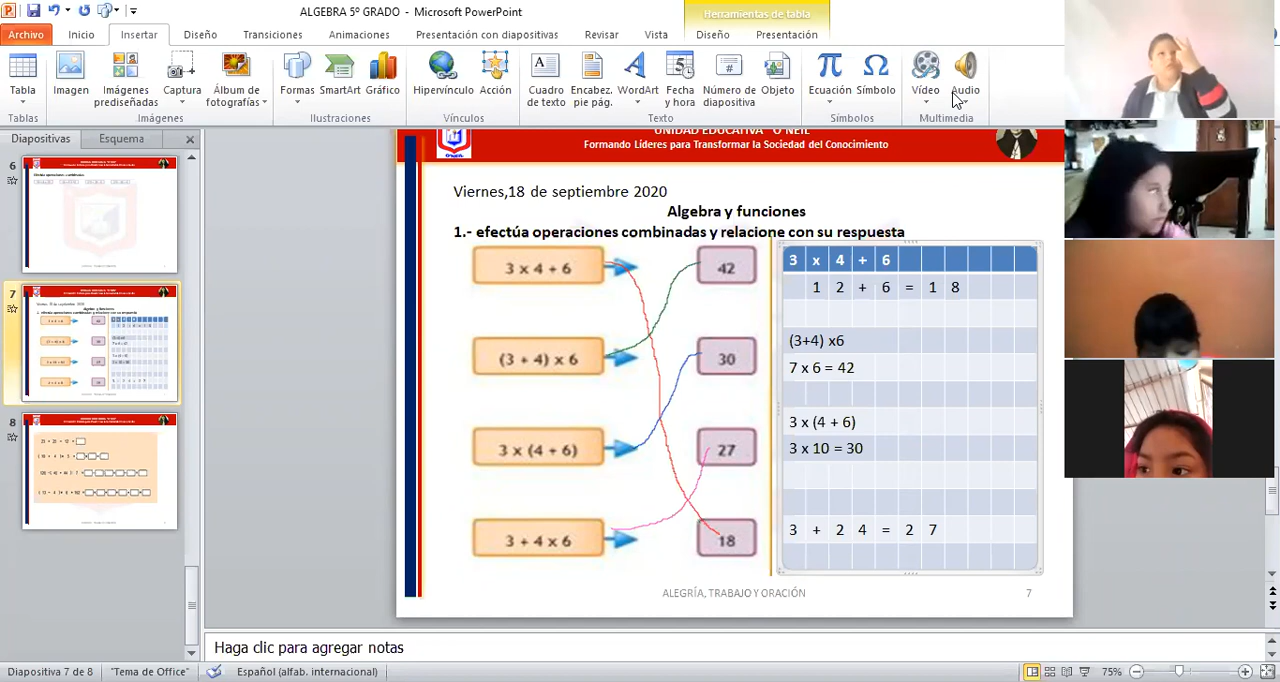 ALGEBRA 5º GRADO - Microsoft PowerPoint
Herramientas de tabla
Archivo Inicio Insertar Diseño Transiciones Animaciones Presentación con diapositivas Revisar Vista Diseño Presentación
Tabla Imagen Imágenes prediseñadas Captura Álbum de fotografías Formas SmartArt Gráfico Hipervínculo Acción Cuadro de texto Encabez. pie pág. WordArt Fecha y hora Número de diapositiva Objeto Ecuación Símbolo Vídeo Audio
Tablas Imágenes Ilustraciones Vínculos Texto Símbolos Multimedia
Diapositivas Esquema
6
7
8
UNIDAD EDUCATIVA "O'NEIL"
Formando Líderes para Transformar la Sociedad del Conocimiento
Viernes,18 de septiembre 2020
Algebra y funciones
1.- efectúa operaciones combinadas y relacione con su respuesta
3 x 4 + 6
42
(3 + 4) x 6
30
3 x (4 + 6)
27
3 + 4 x 6
18
3 x 4 + 6
1 2 + 6 = 1 8
(3+4) x6
7 x 6 = 42
3 x (4 + 6)
3 x 10 = 30
3 + 2 4 = 2 7
ALEGRÍA, TRABAJO Y ORACIÓN
7
Haga clic para agregar notas
Diapositiva 7 de 8 "Tema de Office" Español (alfab. internacional) 75%